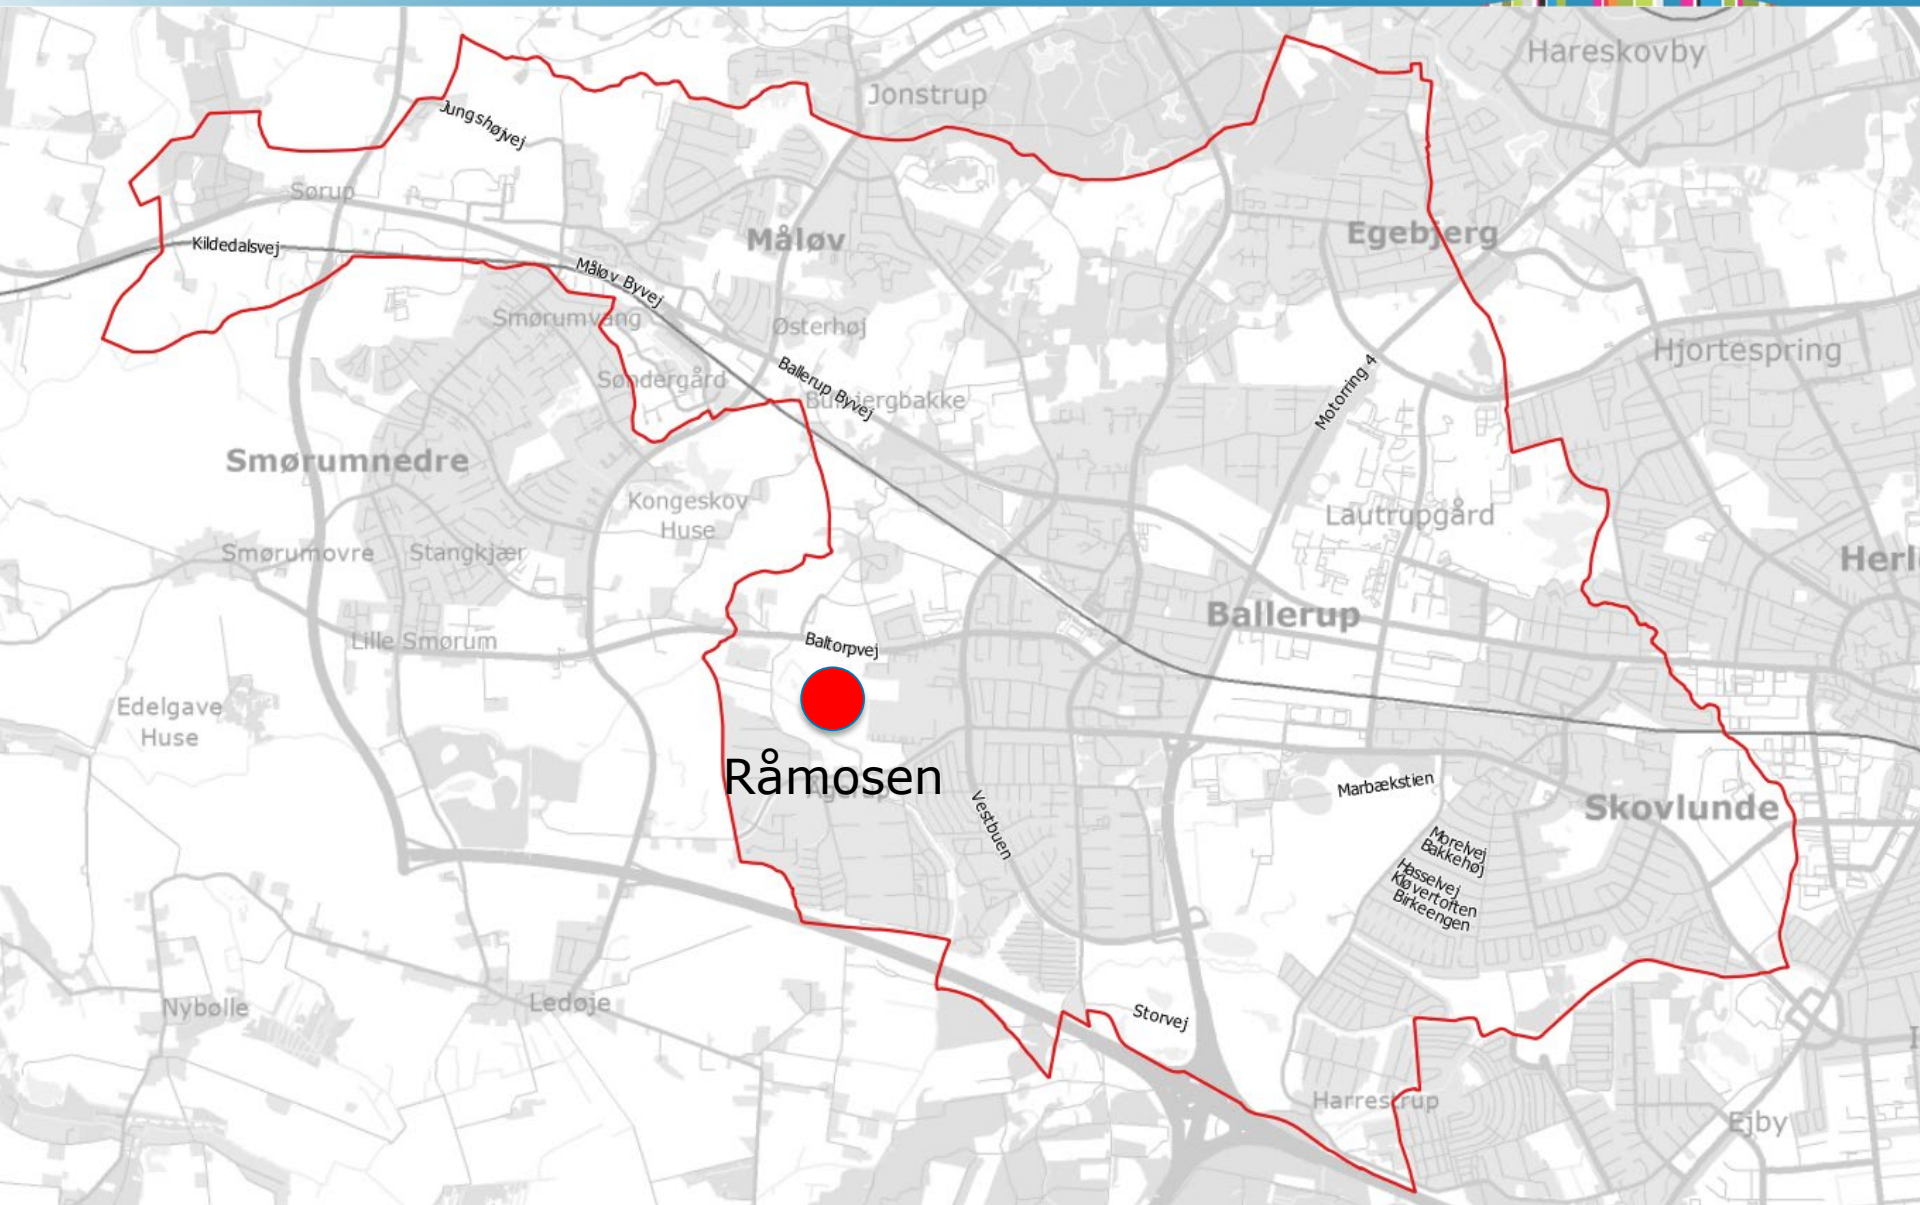 Hareskovby
Jonstrup
Jungshøjvej
Sørup
Kildedalsvej
Måløv
Egebjerg
Måløv Byvej
Smørumvang
Østerhøj
Hjortespring
Søndergård
Ballerup Byvej
Motorring 4
Smørumnedre
Kongeskov
Huse
Lautrupgård
Smørumovre
Stangkjær
Ballerup
Lille Smørum
Baltorpvej
Edelgave
Huse
Råmosen
Marbækstien
Skovlunde
Vestbuen
Morelvej
Bakkehøj
Hasselvej
Kløvertoften
Birkeengen
Nybølle
Ledøje
Storvej
Harrestrup
Ejby